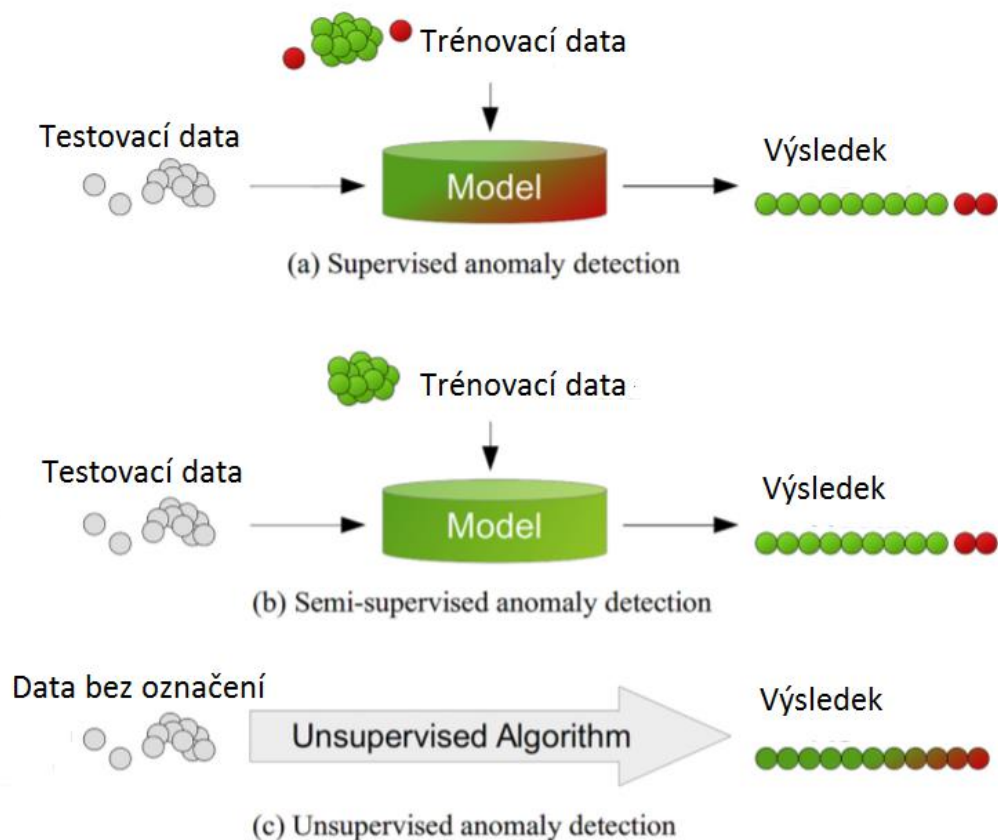 Trénovací data
Testovací data
Model
Výsledek
(a) Supervised anomaly detection
Trénovací data
Testovací data
Model
Výsledek
(b) Semi-supervised anomaly detection
Data bez označení
Unsupervised Algorithm
Výsledek
(c) Unsupervised anomaly detection